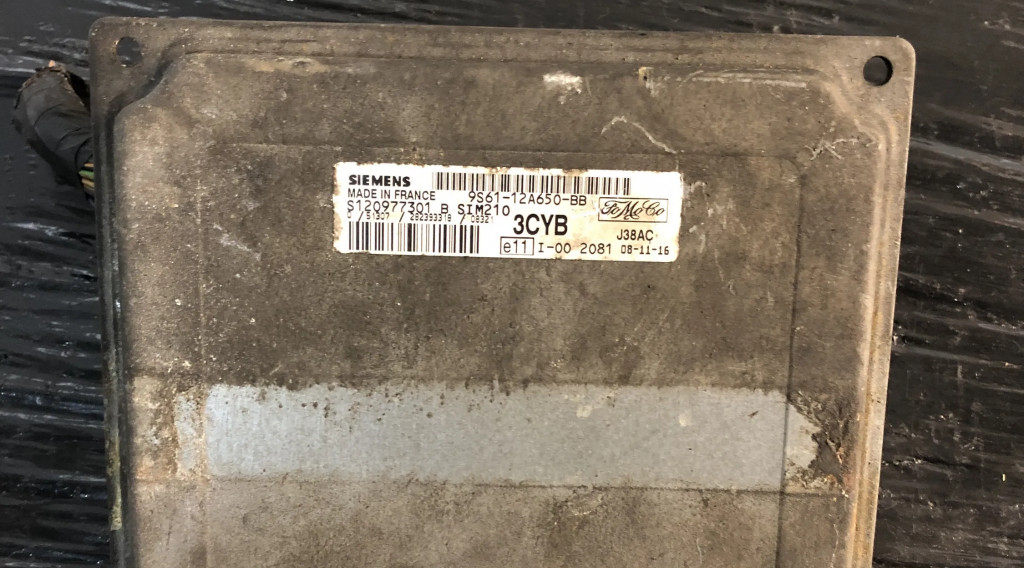 SIEMENS
MADE IN FRANCE 9S61-12A650-BB
S120977301 B SIM210 FoMoCo
3CYB J38AC
e11 I-00 2081 08-11-16